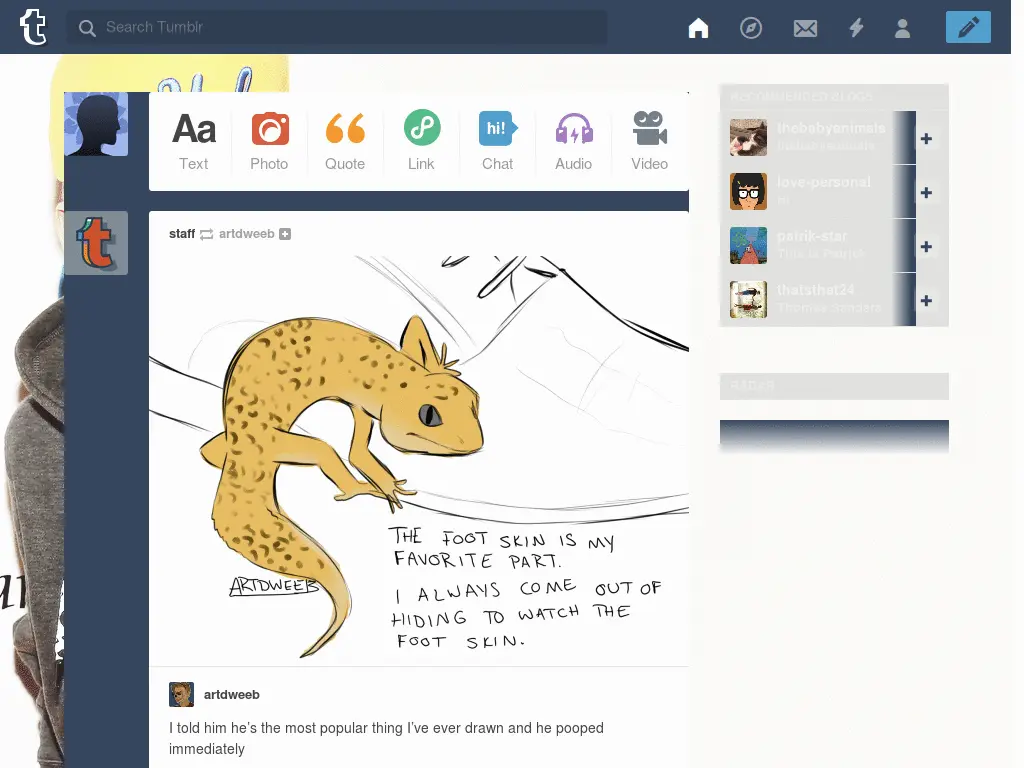 Search Tumblr
Aa
hi!
Text Photo Quote Link Chat Audio Video
RECOMMENDED BLOGS
thebabyanimals
thebabyanimals
love-personal
patrik-star
This is Patrick
thatsthat24
Thomas Sanders
RADAR
staff artdweeb
THE FOOT SKIN IS MY
FAVORITE PART.
I ALWAYS COME OUT OF
HIDING TO WATCH THE
FOOT SKIN.
ARTDWEEB
artdweeb
I told him he's the most popular thing I've ever drawn and he pooped
immediately